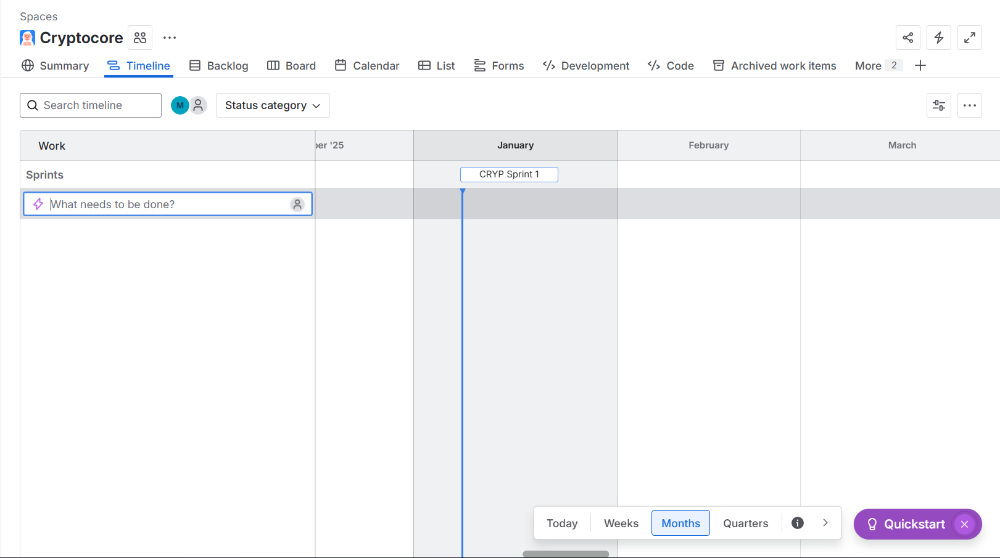 Spaces
Cryptocore
Summary Timeline Backlog Board Calendar List Forms Development Code Archived work items More 2
Search timeline M Status category
Work
'25 January February March
Sprints
CRYP Sprint 1
What needs to be done?
Today Weeks Months Quarters
Quickstart